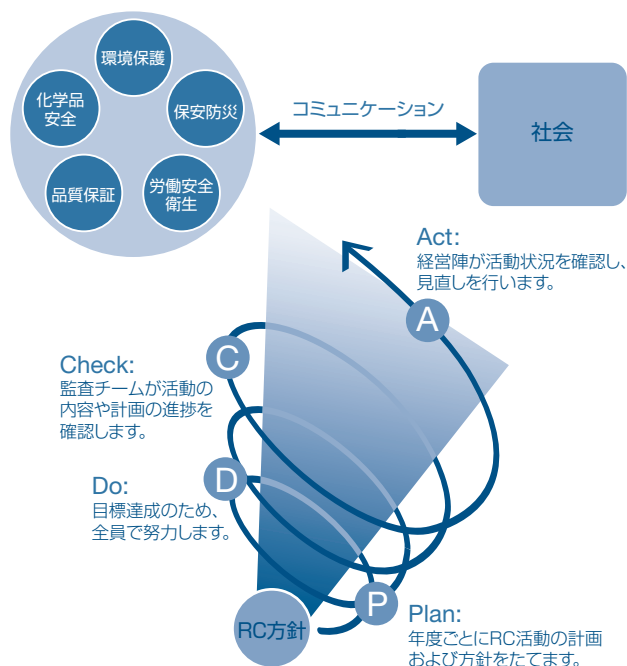 環境保護
化学品
安全
保安防災
品質保証
労働安全
衛生
コミュニケーション
社会
Act:
経営陣が活動状況を確認し、
見直しを行います。
A
C
Check:
監査チームが活動の
内容や計画の進捗を
確認します。
D
Do:
目標達成のため、
全員で努力します。
P
RC方針
Plan:
年度ごとにRC活動の計画
および方針をたてます。